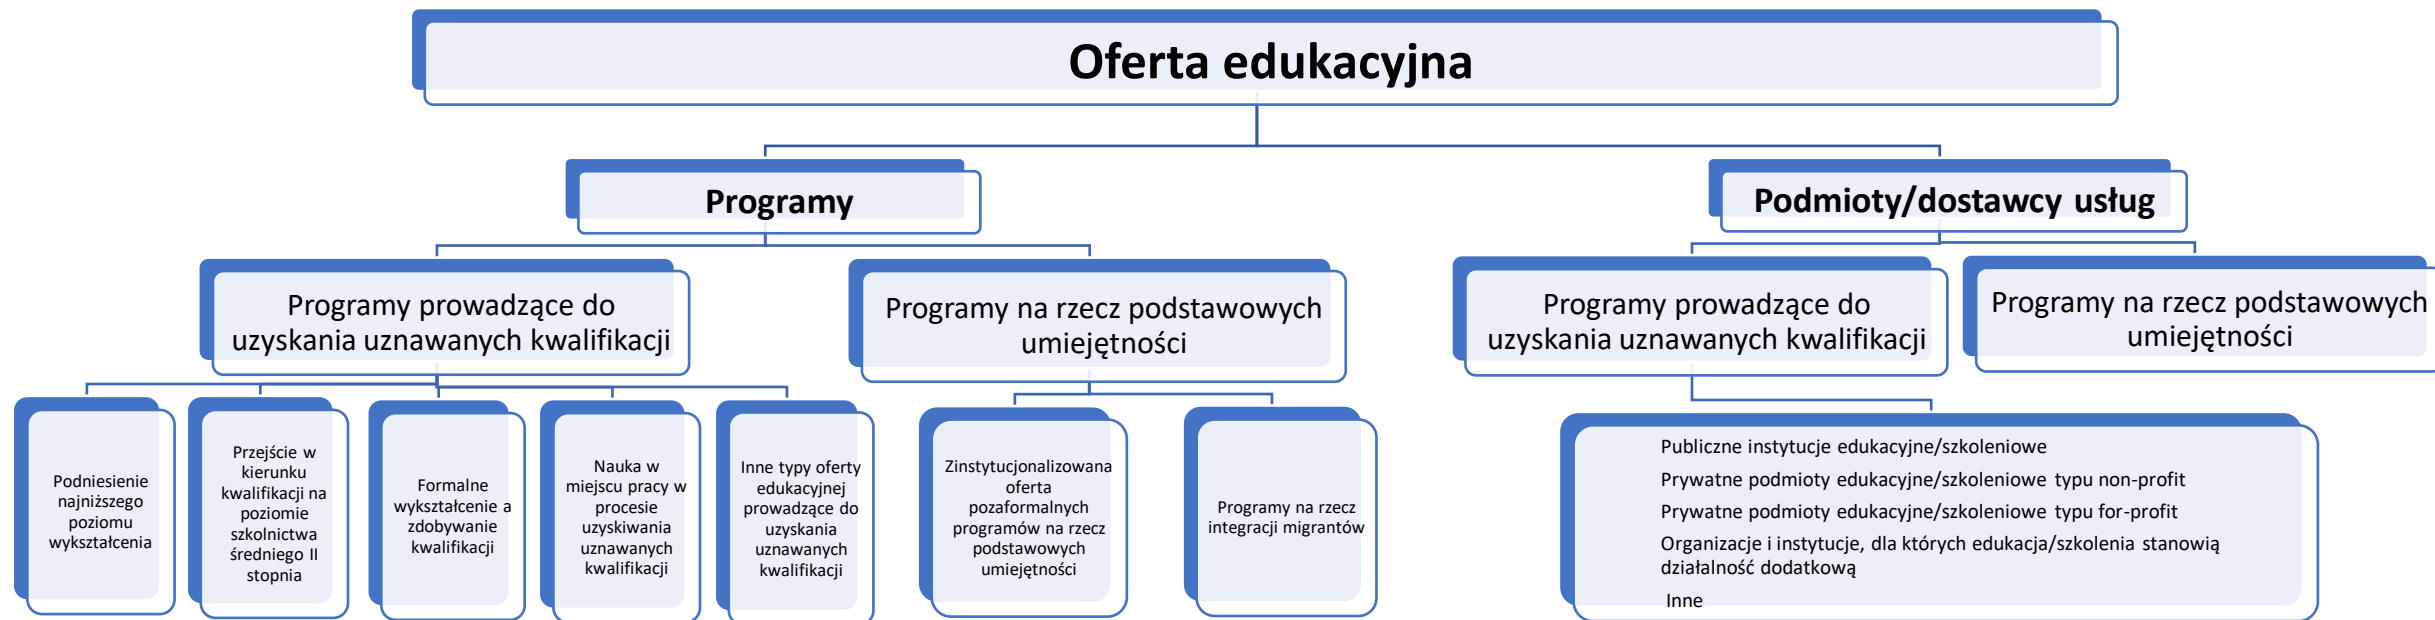 Oferta edukacyjna
Programy
Podmioty/dostawcy usług
Programy prowadzące do
uzyskania uznawanych kwalifikacji
Programy na rzecz podstawowych
umiejętności
Programy prowadzące do
uzyskania uznawanych kwalifikacji
Programy na rzecz podstawowych
umiejętności
Podniesienie
najniższego
poziomu
wykształcenia
Przejście w
kierunku
kwalifikacji na
poziomie
szkolnictwa
średniego II
stopnia
Formalne
wykształcenie a
zdobywanie
kwalifikacji
Nauka w
miejscu pracy w
procesie
uzyskiwania
uznawanych
kwalifikacji
Inne typy oferty
edukacyjnej
prowadzące do
uzyskania
uznawanych
kwalifikacji
Zinstytucjonalizowana
oferta
pozaformalnych
programów na rzecz
podstawowych
umiejętności
Programy na rzecz
integracji migrantów
Publiczne instytucje edukacyjne/szkoleniowe
Prywatne podmioty edukacyjne/szkoleniowe typu non-profit
Prywatne podmioty edukacyjne/szkoleniowe typu for-profit
Organizacje i instytucje, dla których edukacja/szkolenia stanowią
działalność dodatkową
Inne